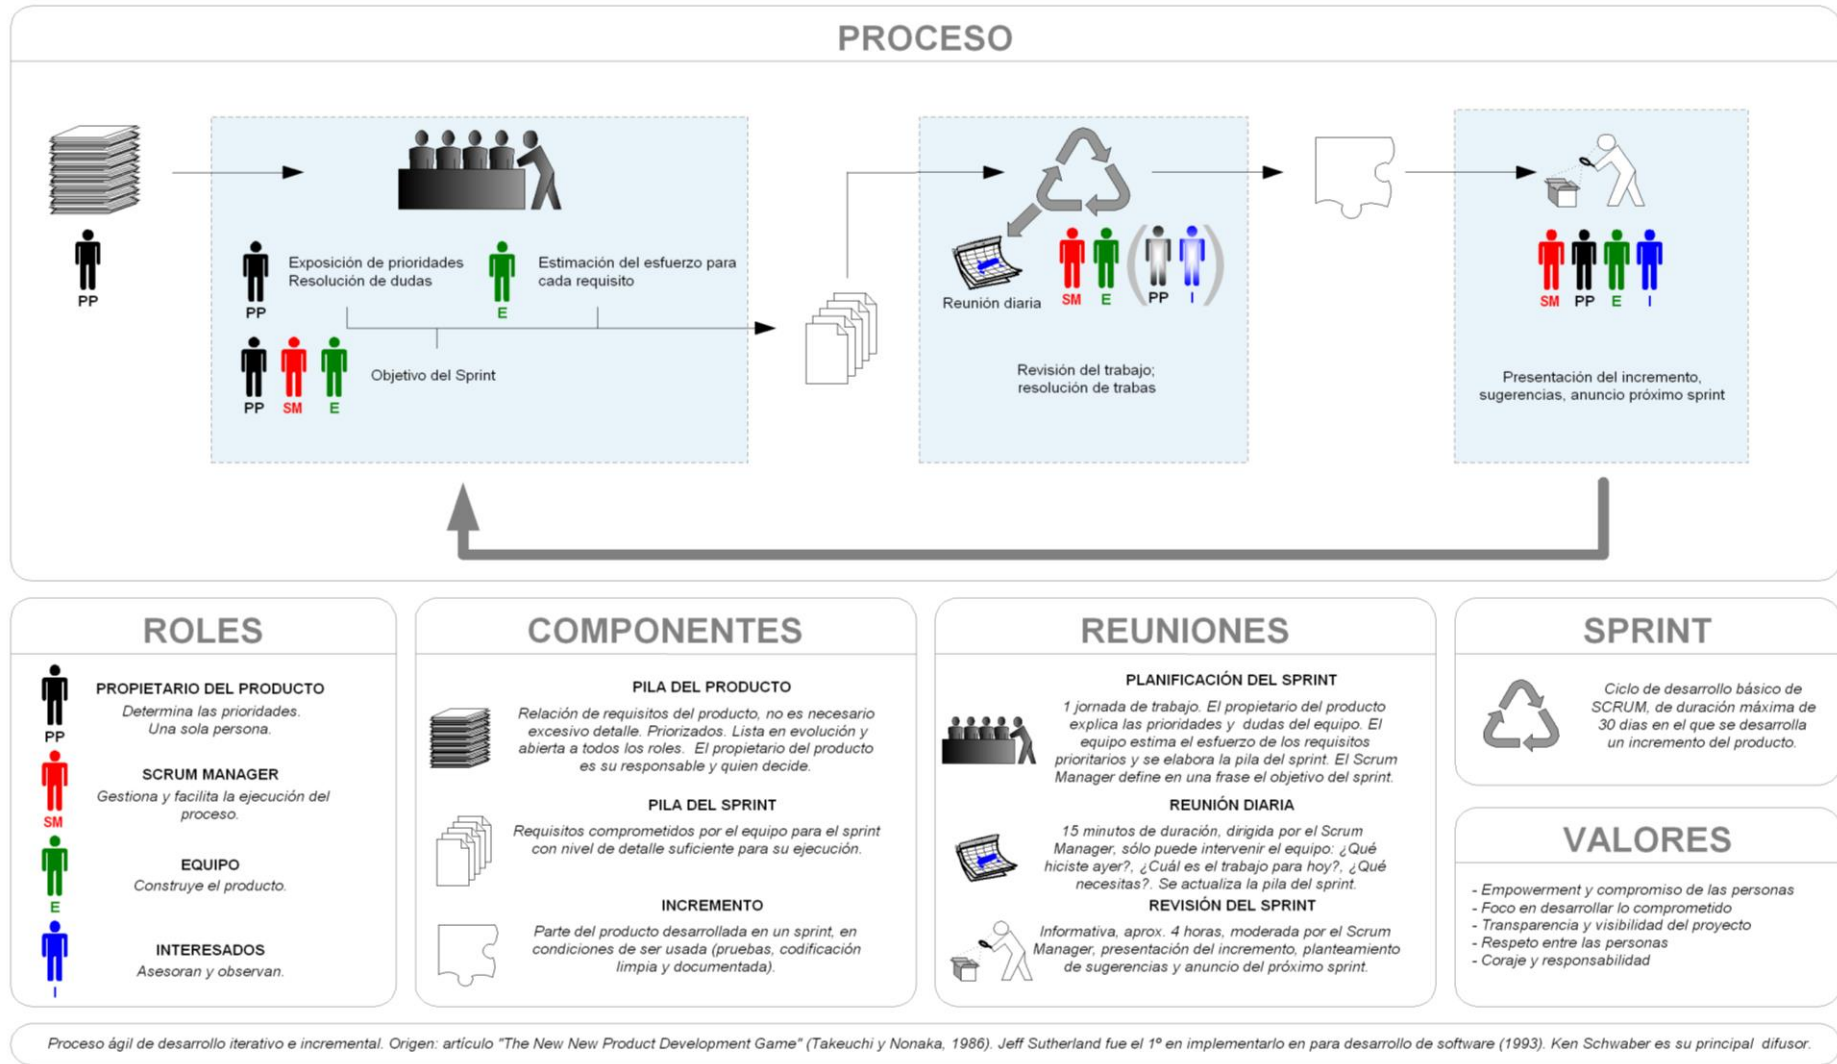 PROCESO
PP
PP
Exposición de prioridades
Resolución de dudas
E
Estimación del esfuerzo para
cada requisito
PP
SM
E
Objetivo del Sprint
Reunión diaria
SM
E
PP
I
Revisión del trabajo;
resolución de trabas
SM
PP
E
I
Presentación del incremento,
sugerencias, anuncio próximo sprint
ROLES
PP
PROPIETARIO DEL PRODUCTO
Determina las prioridades.
Una sola persona.
SM
SCRUM MANAGER
Gestiona y facilita la ejecución del
proceso.
E
EQUIPO
Construye el producto.
I
INTERESADOS
Asesoran y observan.
COMPONENTES
PILA DEL PRODUCTO
Relación de requisitos del producto, no es necesario
excesivo detalle. Priorizados. Lista en evolución y
abierta a todos los roles. El propietario del producto
es su responsable y quien decide.
PILA DEL SPRINT
Requisitos comprometidos por el equipo para el sprint
con nivel de detalle suficiente para su ejecución.
INCREMENTO
Parte del producto desarrollada en un sprint, en
condiciones de ser usada (pruebas, codificación
limpia y documentada).
REUNIONES
PLANIFICACIÓN DEL SPRINT
1 jornada de trabajo. El propietario del producto
explica las prioridades y dudas del equipo. El
equipo estima el esfuerzo de los requisitos
prioritarios y se elabora la pila del sprint. El Scrum
Manager define en una frase el objetivo del sprint.
REUNIÓN DIARIA
15 minutos de duración, dirigida por el Scrum
Manager, sólo puede intervenir el equipo: ¿Qué
hiciste ayer?, ¿Cuál es el trabajo para hoy?, ¿Qué
necesitas?. Se actualiza la pila del sprint.
REVISIÓN DEL SPRINT
Informativa, aprox. 4 horas, moderada por el Scrum
Manager, presentación del incremento, planteamiento
de sugerencias y anuncio del próximo sprint.
SPRINT
Ciclo de desarrollo básico de
SCRUM, de duración máxima de
30 dias en el que se desarrolla
un incremento del producto.
VALORES
- Empowerment y compromiso de las personas
- Foco en desarrollar lo comprometido
- Transparencia y visibilidad del proyecto
- Respeto entre las personas
- Coraje y responsabilidad
Proceso ágil de desarrollo iterativo e incremental. Origen: artículo "The New New Product Development Game" (Takeuchi y Nonaka, 1986). Jeff Sutherland fue el 1º en implementarlo en para desarrollo de software (1993). Ken Schwaber es su principal difusor.